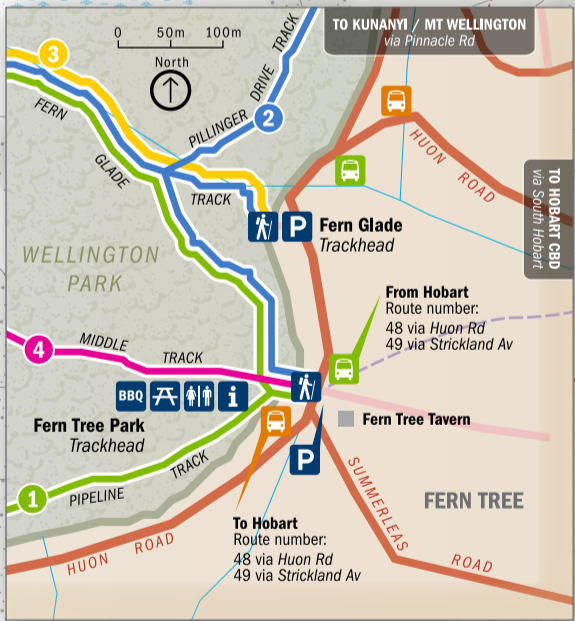 TO KUNANYI / MT WELLINGTON
via Pinnacle Rd
0 50m 100m
North
3
FERN
GLADE
TRACK
PILLINGER DRIVE TRACK
2
HUON ROAD
TO HOBART CBD
via South Hobart
P
Fern Glade
Trackhead
WELLINGTON
PARK
From Hobart
Route number:
48 via Huon Rd
49 via Strickland Av
4
MIDDLE TRACK
BBQ
i
Fern Tree Park
Trackhead
Fern Tree Tavern
P
1
PIPELINE TRACK
FERN TREE
SUMMERLEAS ROAD
To Hobart
Route number:
48 via Huon Rd
49 via Strickland Av
HUON ROAD